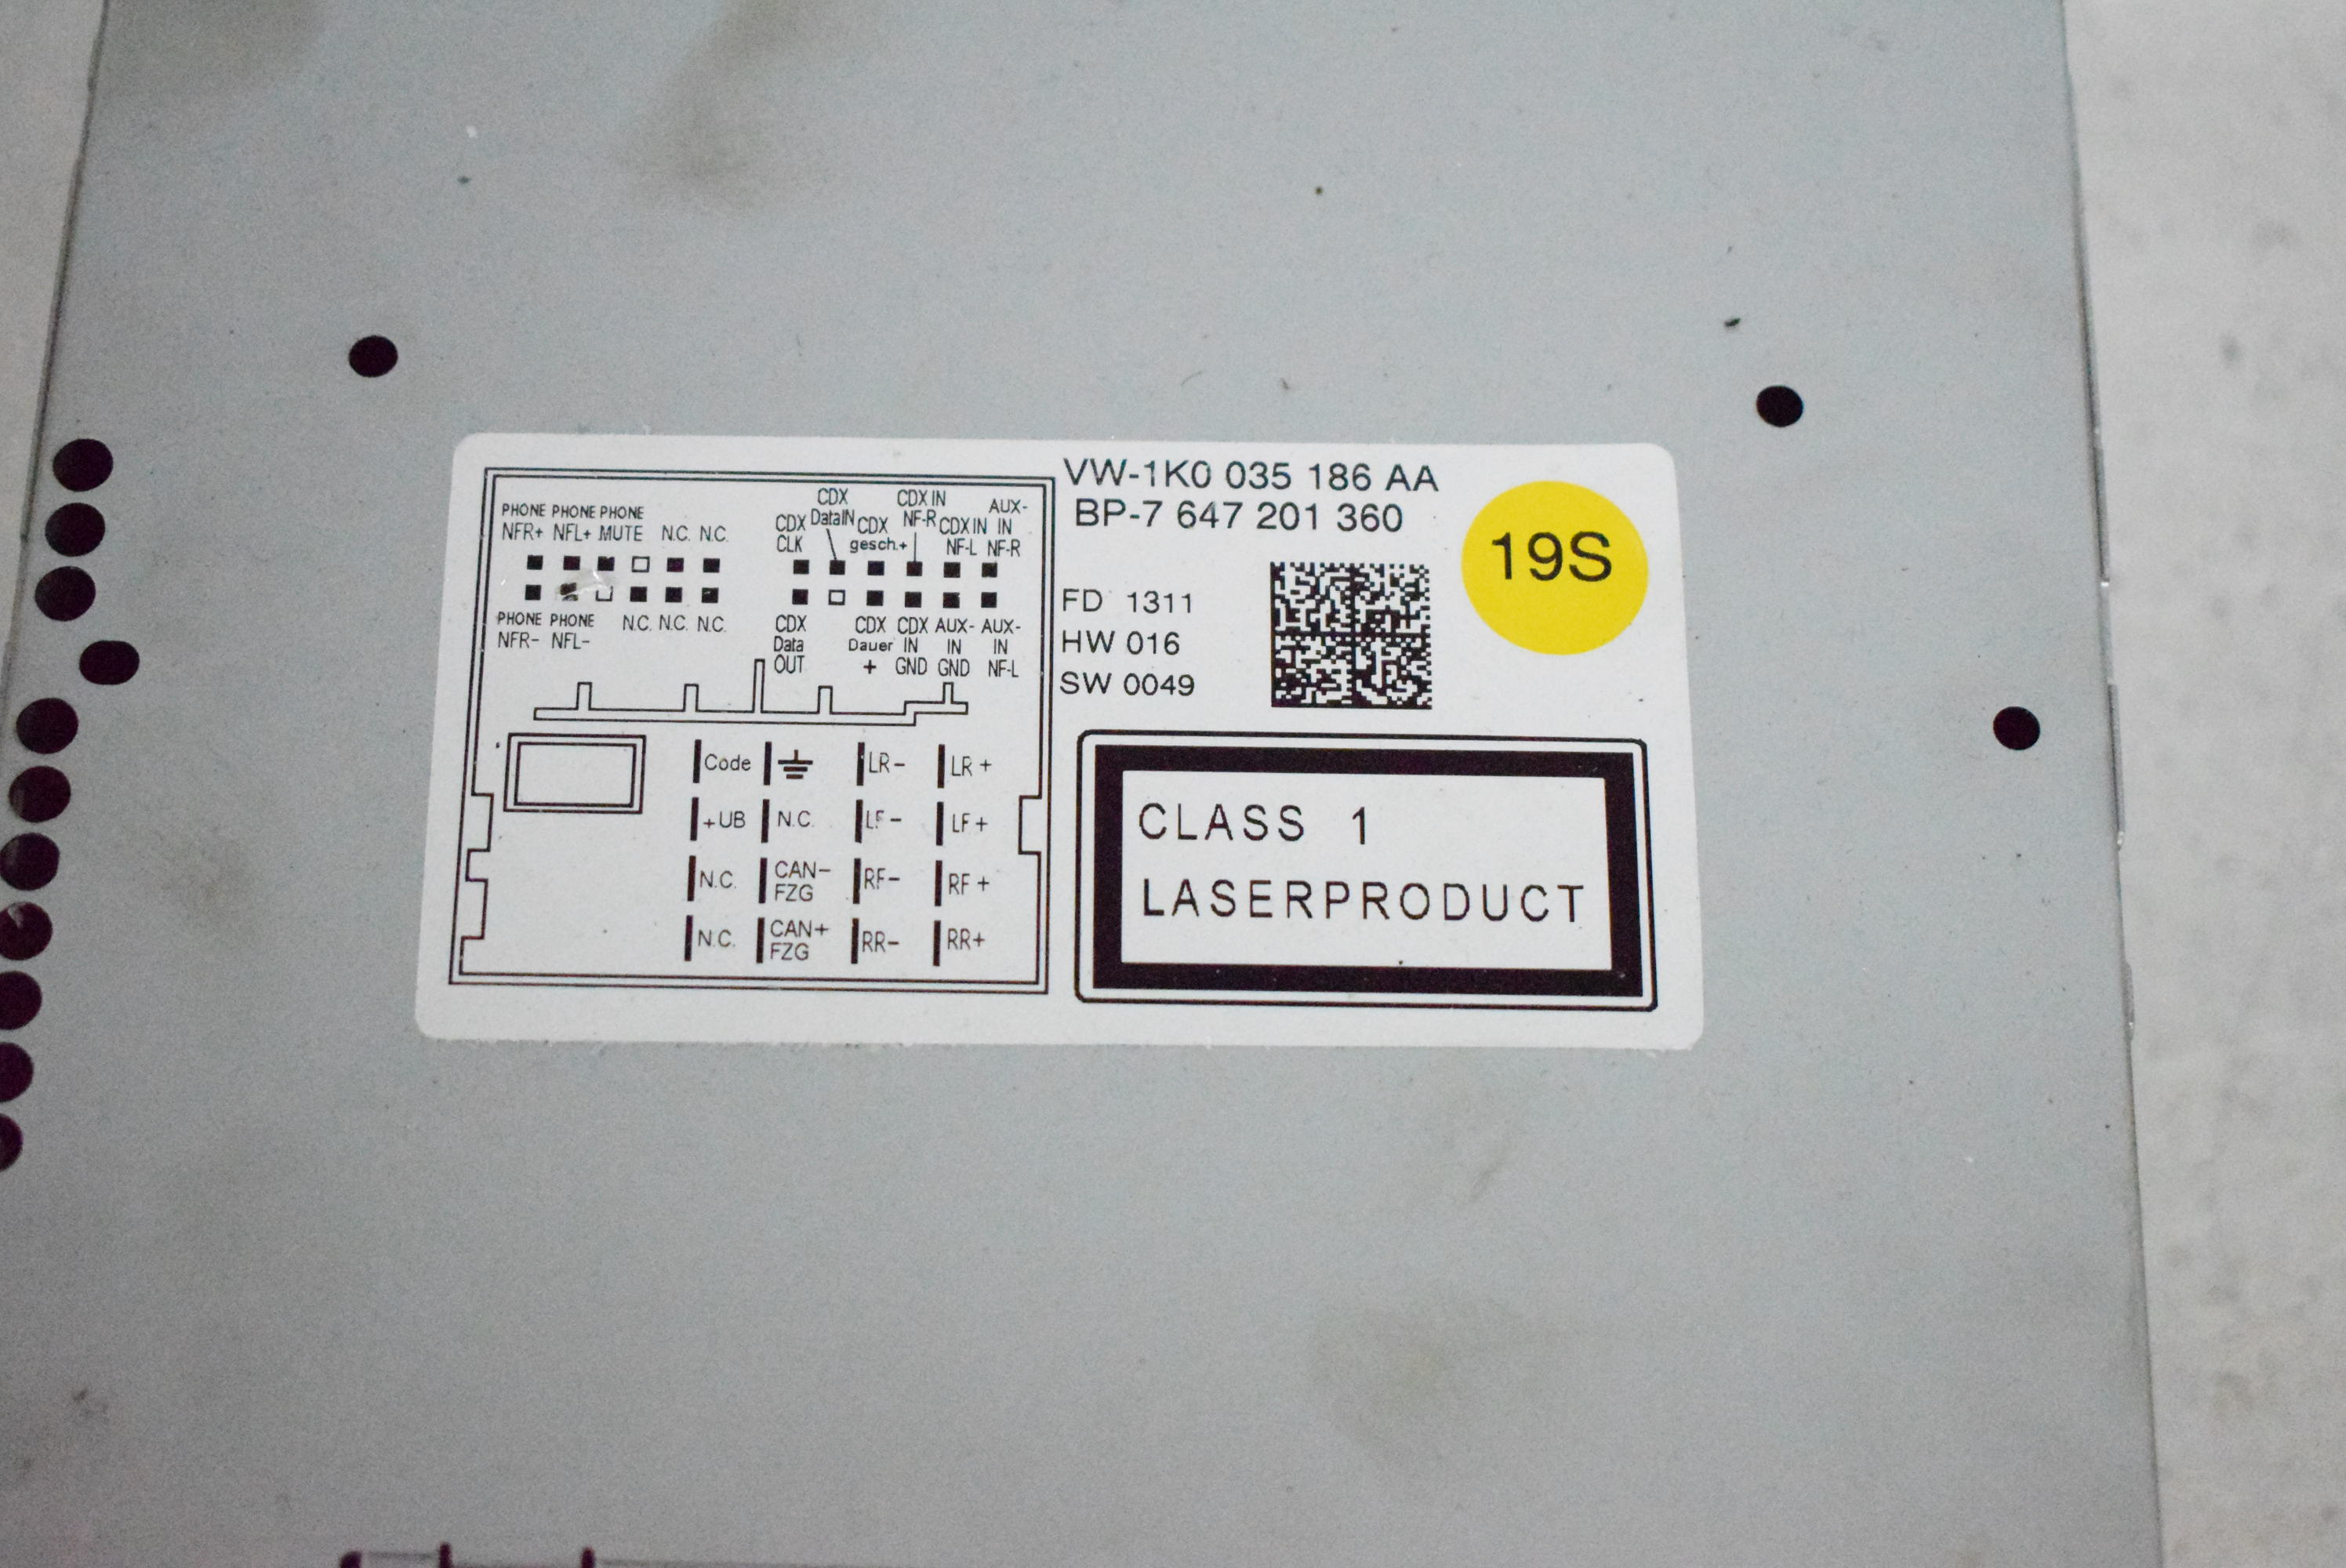 VW-1K0 035 186 AA
BP-7 647 201 360
19S
FD 1311
HW 016
SW 0049
CLASS 1
LASERPRODUCT
PHONE PHONE PHONE
NFR+ NFL+ MUTE N.C. N.C.
PHONE PHONE N.C. N.C. N.C.
NFR- NFL-
CDX CDX IN AUX-
CDX DataIN CDX NF-R CDX IN IN
CLK gesch.+ NF-L NF-R
CDX CDX CDX AUX- AUX-
Data Dauer IN IN IN
OUT + GND GND NF-L
Code LR- LR+
+UB N.C. LF- LF+
N.C. CAN- RF- RF+
FZG
N.C. CAN+ RR- RR+
FZG